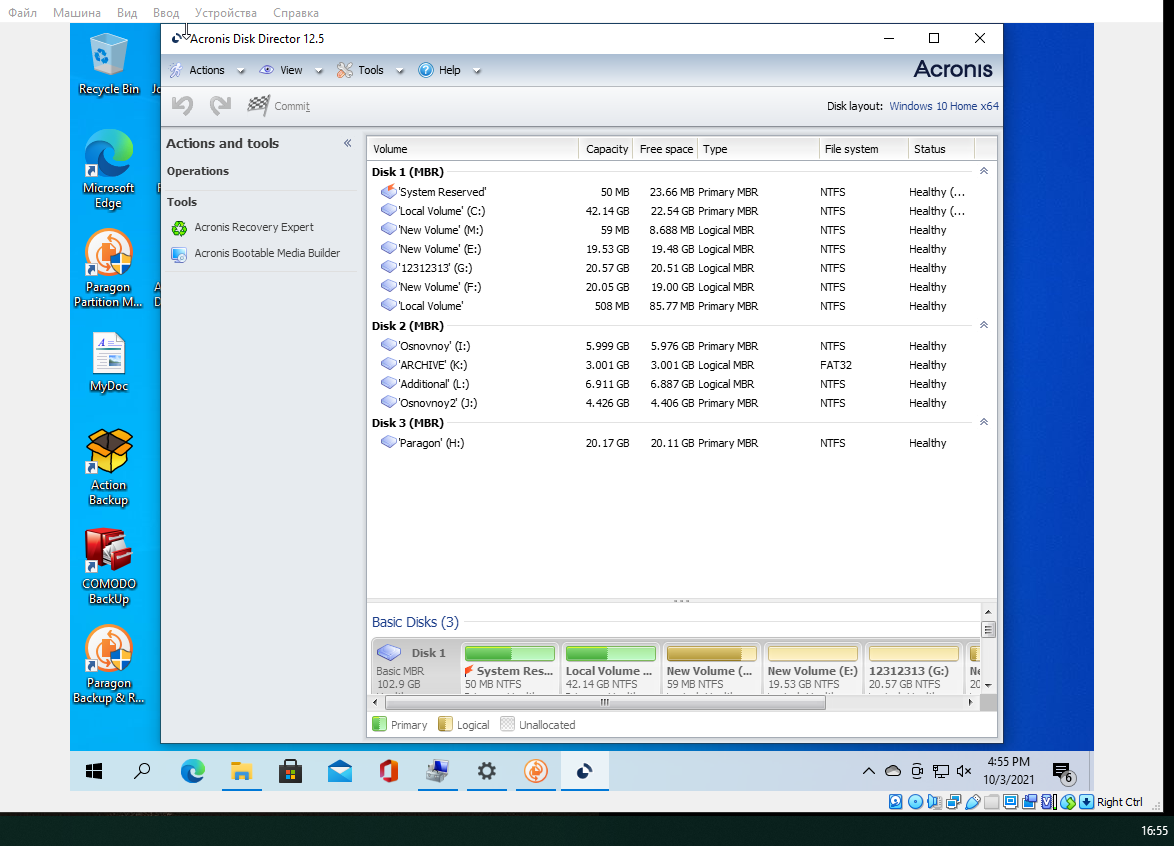 Файл Машина Вид Ввод Устройства Справка
Acronis Disk Director 12.5
Actions View Tools Help
Acronis
Commit
Disk layout: Windows 10 Home x64
Recycle Bin
Microsoft
Edge
Paragon
Partition M...
MyDoc
Action
Backup
COMODO
BackUp
Paragon
Backup & R...
Actions and tools
Operations
Tools
Acronis Recovery Expert
Acronis Bootable Media Builder
Volume Capacity Free space Type File system Status
Disk 1 (MBR)
'System Reserved' 50 MB 23.66 MB Primary MBR NTFS Healthy (...
'Local Volume' (C:) 42.14 GB 22.54 GB Primary MBR NTFS Healthy (...
'New Volume' (M:) 59 MB 8.688 MB Logical MBR NTFS Healthy
'New Volume' (E:) 19.53 GB 19.48 GB Logical MBR NTFS Healthy
'12312313' (G:) 20.57 GB 20.51 GB Logical MBR NTFS Healthy
'New Volume' (F:) 20.05 GB 19.00 GB Logical MBR NTFS Healthy
'Local Volume' 508 MB 85.77 MB Primary MBR NTFS Healthy
Disk 2 (MBR)
'Osnovnoy' (I:) 5.999 GB 5.976 GB Primary MBR NTFS Healthy
'ARCHIVE' (K:) 3.001 GB 3.001 GB Logical MBR FAT32 Healthy
'Additional' (L:) 6.911 GB 6.887 GB Logical MBR NTFS Healthy
'Osnovnoy2' (J:) 4.426 GB 4.406 GB Primary MBR NTFS Healthy
Disk 3 (MBR)
'Paragon' (H:) 20.17 GB 20.11 GB Primary MBR NTFS Healthy
Basic Disks (3)
Disk 1
Basic MBR
102.9 GB
System Res...
50 MB NTFS
Local Volume ...
42.14 GB NTFS
New Volume (...
59 MB NTFS
New Volume (E:)
19.53 GB NTFS
12312313 (G:)
20.57 GB NTFS
Primary Logical Unallocated
4:55 PM
10/3/2021
6
Right Ctrl
16:55